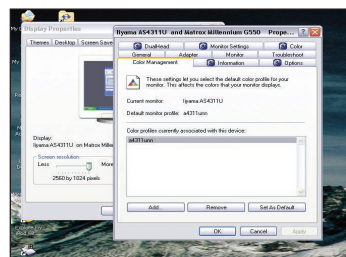 Display Properties
Themes
Desktop
Screen Save
Display:
Iiyama AS4311U on Matrox Mille
Screen resolution
Less
More
2560 by 1024 pixels
Iiyama AS4311U and Matrox Millennium G550 Prope...
DualHead
Monitor Settings
Color
General
Adapter
Monitor
Troubleshoot
Color Management
Information
Options
These settings let you select the default color profile for your
monitor. This affects the colors that your monitor displays.
Current monitor: Iiyama AS4311U
Default monitor profile: a4311unn
Color profiles currently associated with this device:
a4311unn
Add...
Remove
Set As Default
OK
Cancel
Apply